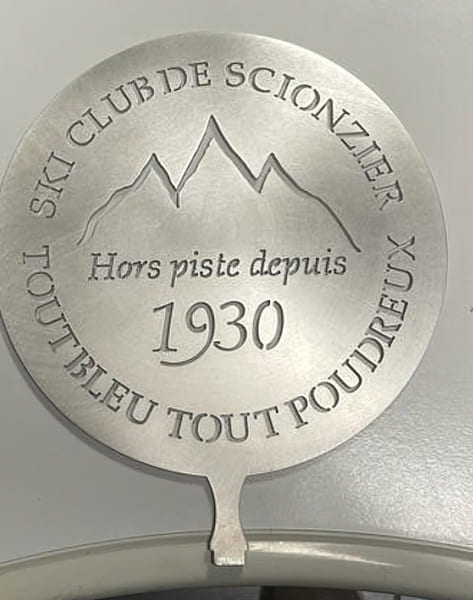 SKI CLUB DE SCIONZIER
Hors piste depuis
1930
TOUT BLEU TOUT POUDREUX